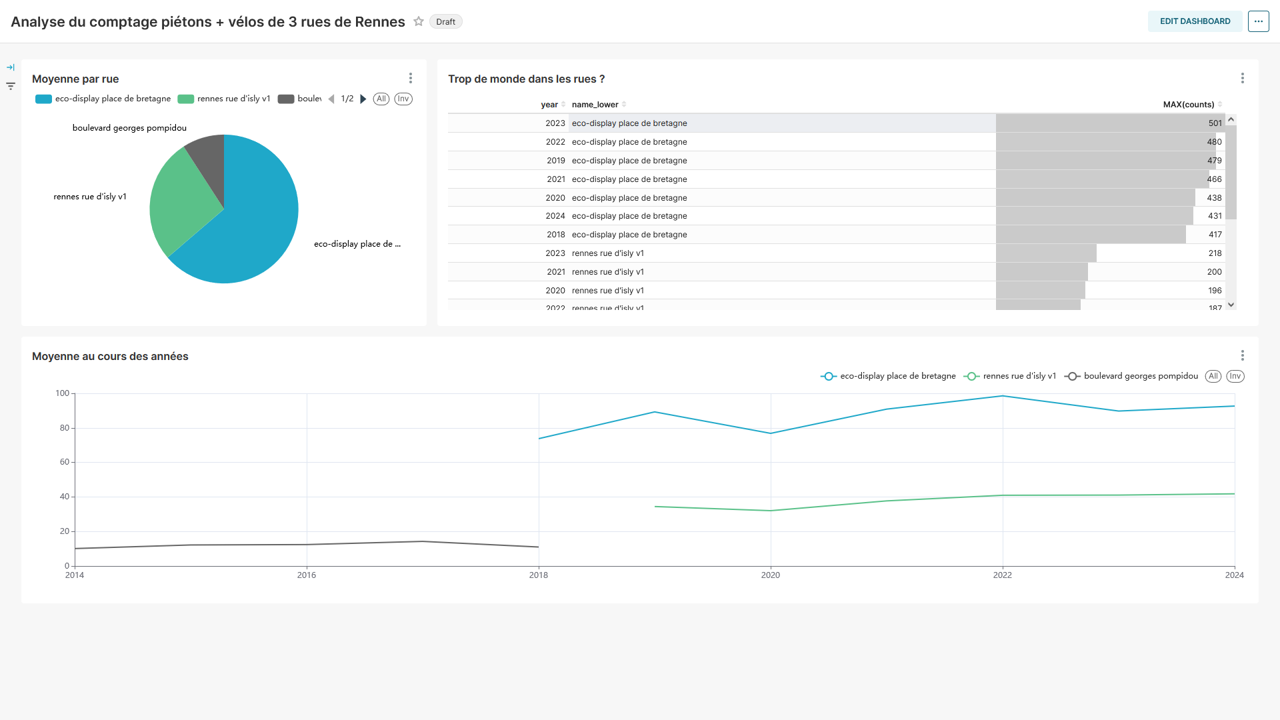 Analyse du comptage piétons + vélos de 3 rues de Rennes
Draft
EDIT DASHBOARD
Moyenne par rue
eco-display place de bretagne
rennes rue d'isly v1
1/2
All
Inv
boulevard georges pompidou
rennes rue d'isly v1
eco-display place de ...
Trop de monde dans les rues ?
year name_lower MAX(counts)
2023 eco-display place de bretagne 501
2022 eco-display place de bretagne 480
2019 eco-display place de bretagne 479
2021 eco-display place de bretagne 466
2020 eco-display place de bretagne 438
2024 eco-display place de bretagne 431
2018 eco-display place de bretagne 417
2023 rennes rue d'isly v1 218
2021 rennes rue d'isly v1 200
2020 rennes rue d'isly v1 196
2022 rennes rue d'isly v1 187
Moyenne au cours des années
eco-display place de bretagne rennes rue d'isly v1 boulevard georges pompidou All Inv
100
80
60
40
20
0
2014 2016 2018 2020 2022 2024